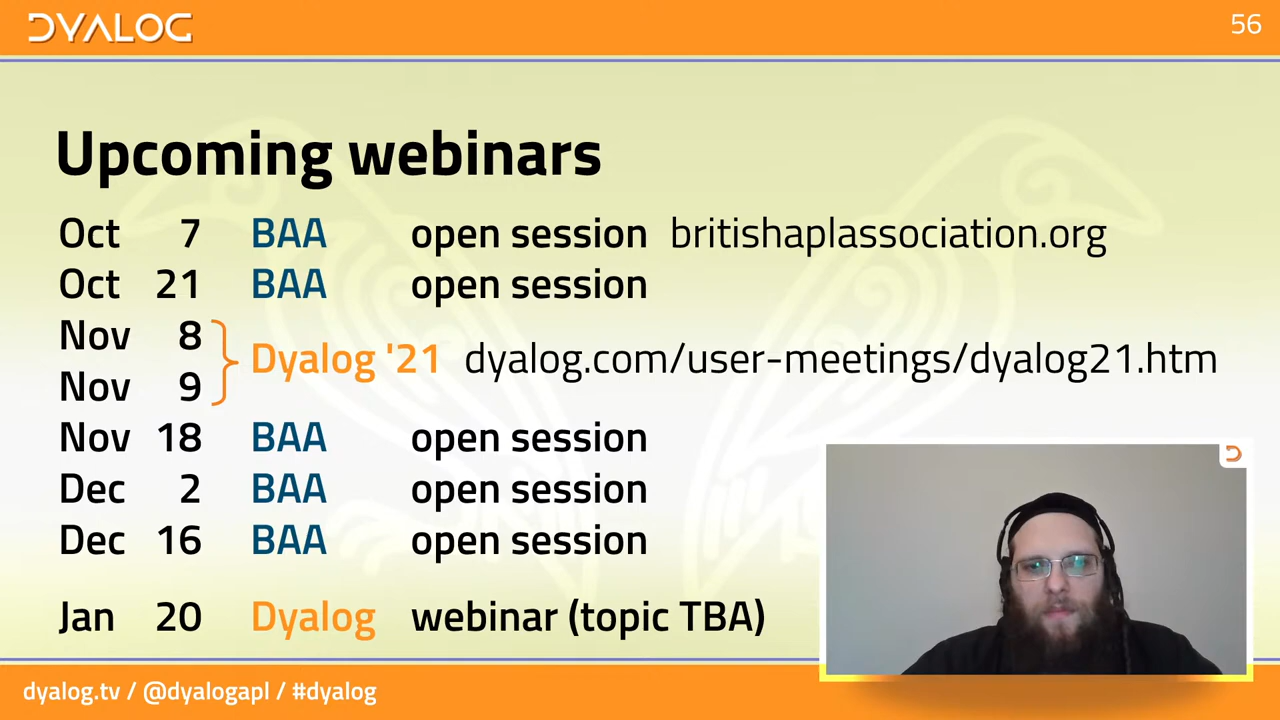 DYALOG
56
Upcoming webinars
Oct 7 BAA open session britishaplassociation.org
Oct 21 BAA open session
Nov 8
Dyalog '21 dyalog.com/user-meetings/dyalog21.htm
Nov 9
Nov 18 BAA open session
Dec 2 BAA open session
Dec 16 BAA open session
Jan 20 Dyalog webinar (topic TBA)
dyalog.tv / @dyalogapl / #dyalog